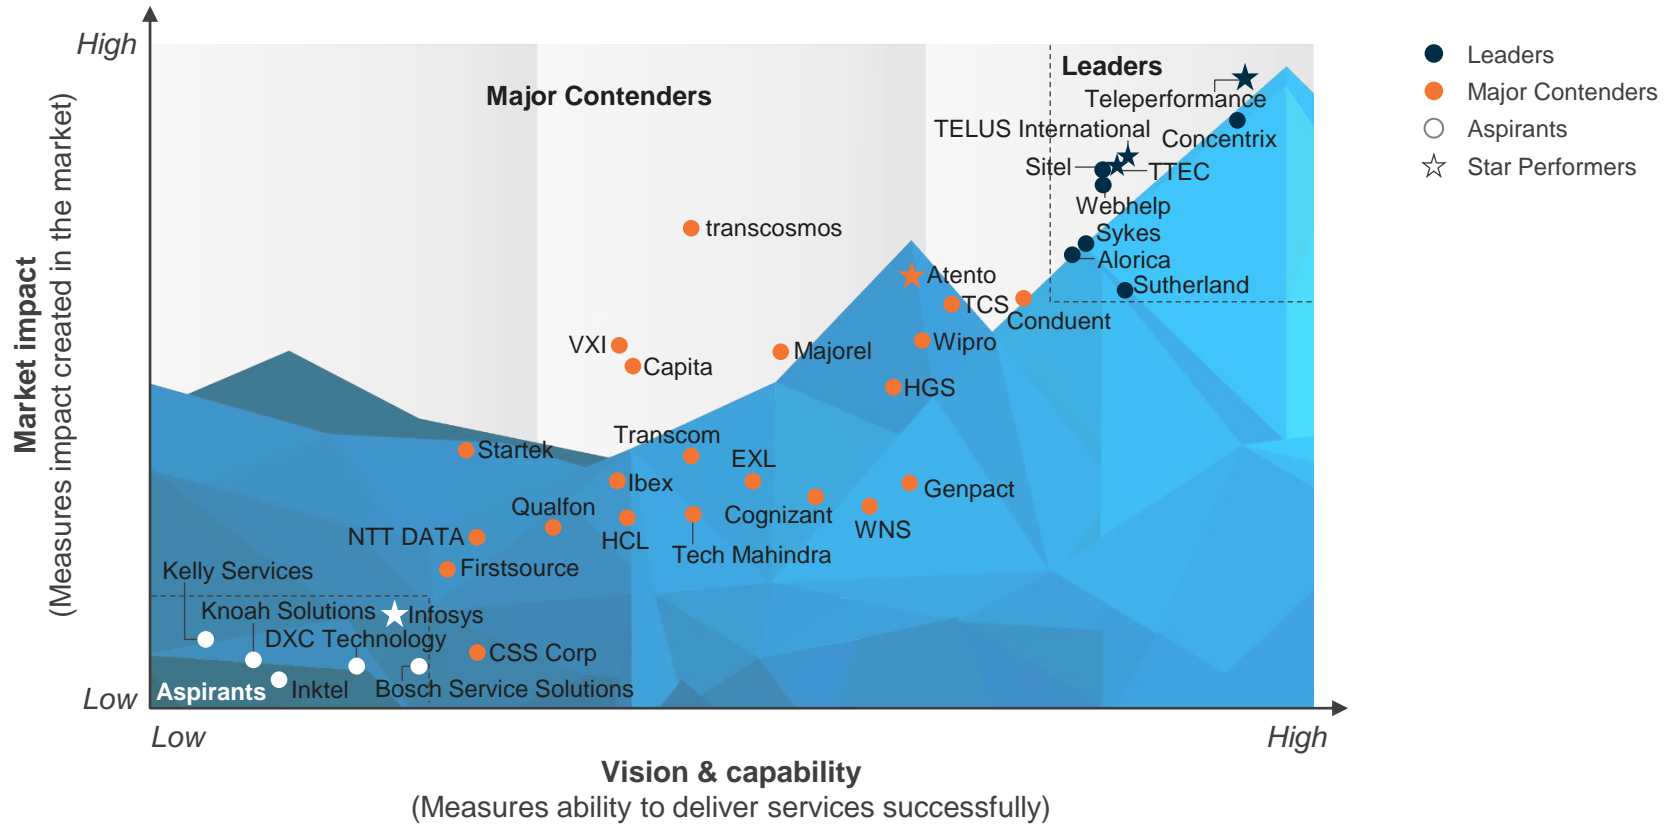 High
Major Contenders
Leaders
Teleperformance
TELUS International
Concentrix
Sitel
TTEC
Webhelp
transcosmos
Sykes
Alorica
Atento
Sutherland
TCS
Conduent
VXI
Capita
Majorel
Wipro
HGS
Transcom
Startek
EXL
Ibex
Genpact
Qualfon
Cognizant
WNS
NTT DATA
HCL
Tech Mahindra
Kelly Services
Firstsource
Knoah Solutions
Infosys
DXC Technology
CSS Corp
Aspirants
Inktel
Bosch Service Solutions
Low
Low
High
Market impact
(Measures impact created in the market)
Vision & capability
(Measures ability to deliver services successfully)
Leaders
Major Contenders
Aspirants
Star Performers